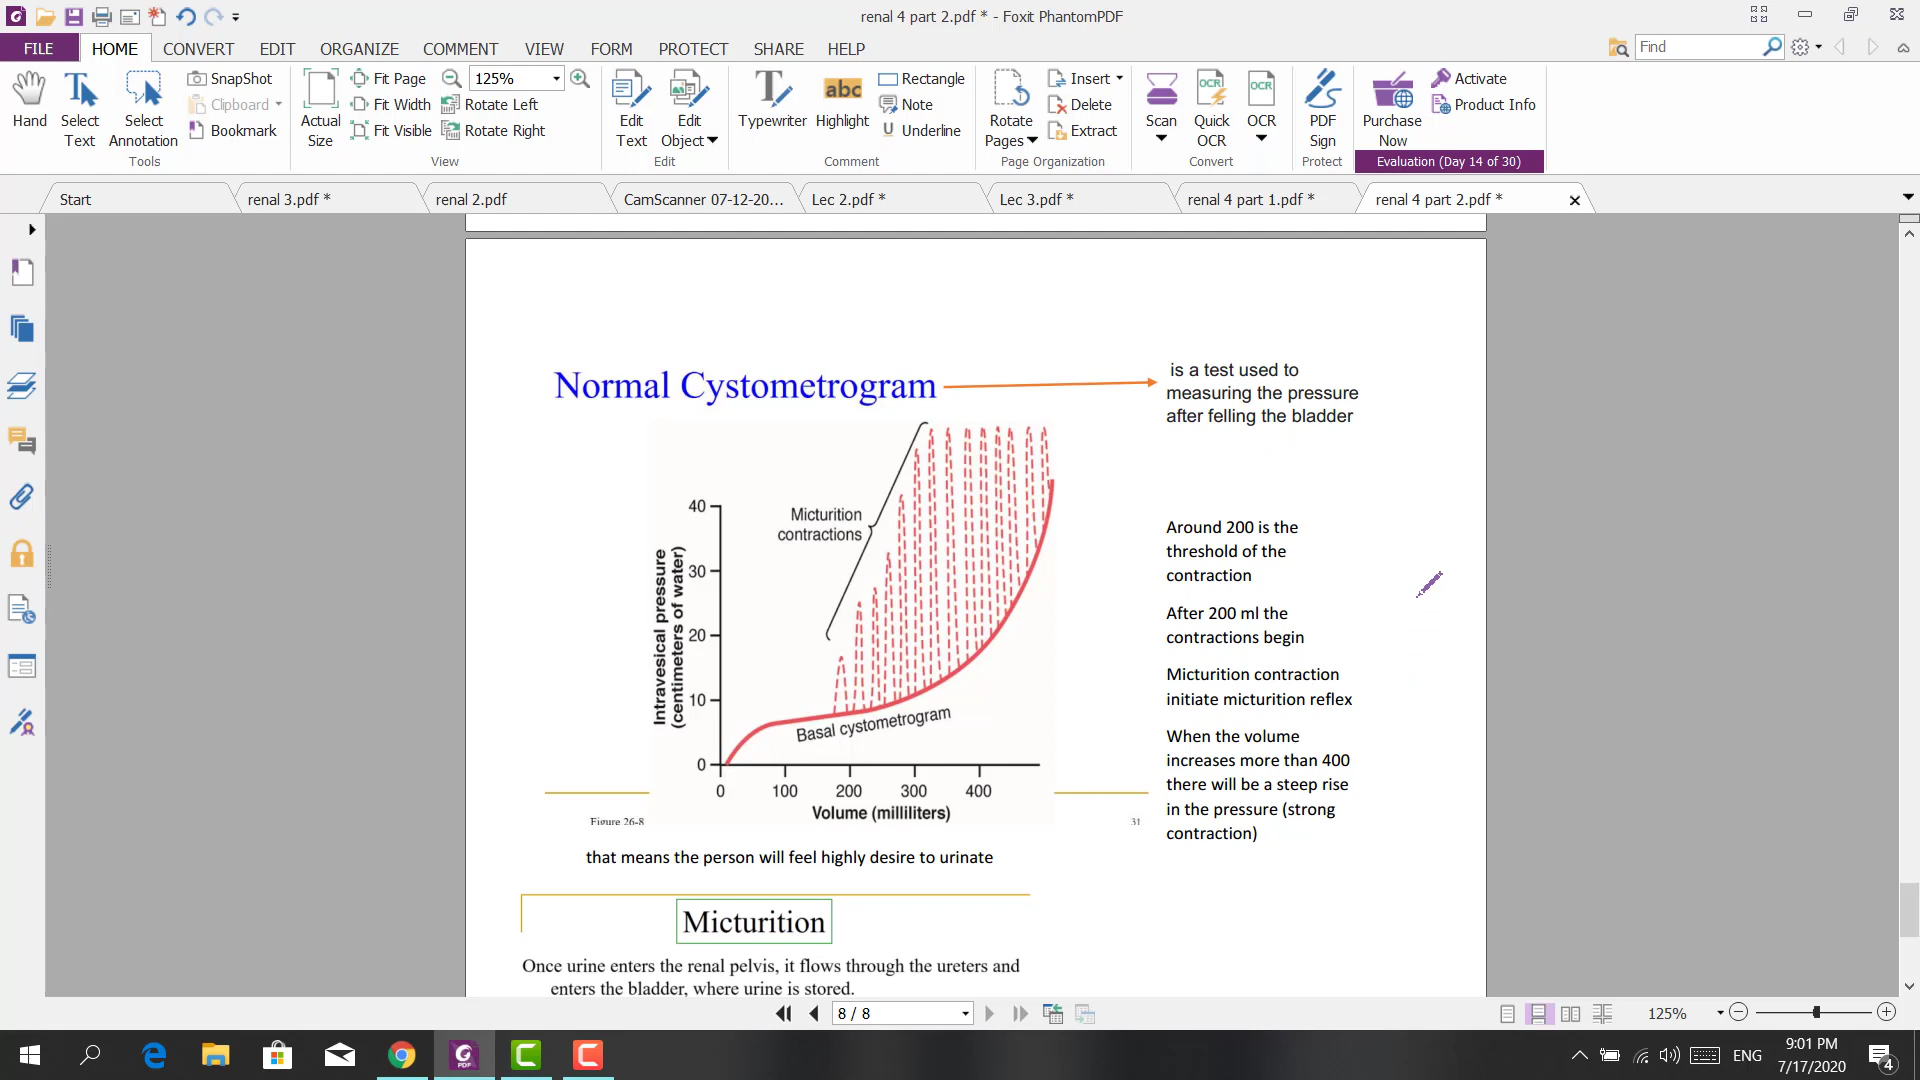 renal 4 part 2.pdf * - Foxit PhantomPDF
FILE HOME CONVERT EDIT ORGANIZE COMMENT VIEW FORM PROTECT SHARE HELP
Find
Hand
Select Text
Select Annotation
SnapShot
Clipboard
Bookmark
Tools
Actual Size
Fit Page
Fit Width
Fit Visible
125%
Rotate Left
Rotate Right
View
Edit Text
Edit Object
Edit
Typewriter
abc
Highlight
Rectangle
Note
Underline
Comment
Rotate Pages
Insert
Delete
Extract
Page Organization
Scan
OCR
Quick OCR
OCR
OCR
Convert
PDF Sign
Protect
Purchase Now
Activate
Product Info
Evaluation (Day 14 of 30)
Start
renal 3.pdf *
renal 2.pdf
CamScanner 07-12-20...
Lec 2.pdf *
Lec 3.pdf *
renal 4 part 1.pdf *
renal 4 part 2.pdf *
Normal Cystometrogram
is a test used to
measuring the pressure
after felling the bladder
Micturition
contractions
Intravesical pressure
(centimeters of water)
40
30
20
10
0
Basal cystometrogram
0 100 200 300 400
Volume (milliliters)
Figure 26-8
31
Around 200 is the
threshold of the
contraction
After 200 ml the
contractions begin
Micturition contraction
initiate micturition reflex
When the volume
increases more than 400
there will be a steep rise
in the pressure (strong
contraction)
that means the person will feel highly desire to urinate
Micturition
Once urine enters the renal pelvis, it flows through the ureters and
enters the bladder, where urine is stored.
8 / 8
125%
PDF
ENG
9:01 PM
7/17/2020
4